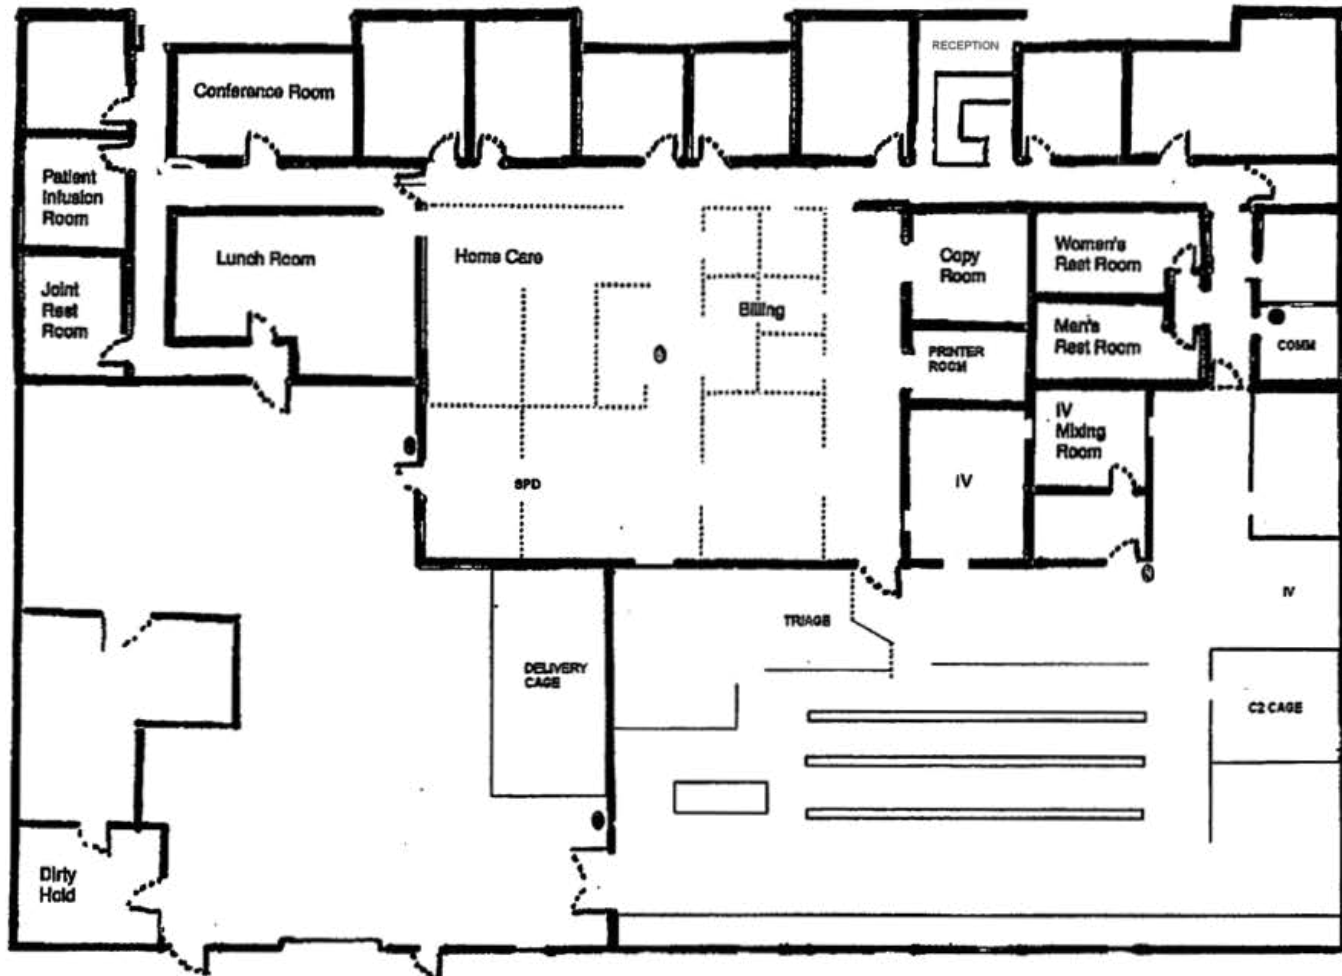 RECEPTION
Conference Room
Patient
Infusion
Room
Lunch Room
Home Care
Copy
Room
Women's
Rest Room
Joint
Rest
Room
Billing
Men's
Rest Room
PRINTER
ROOM
COMM
IV
Mixing
Room
SPD
IV
IV
TRIAGE
DELIVERY
CAGE
C2 CAGE
Dirty
Hold